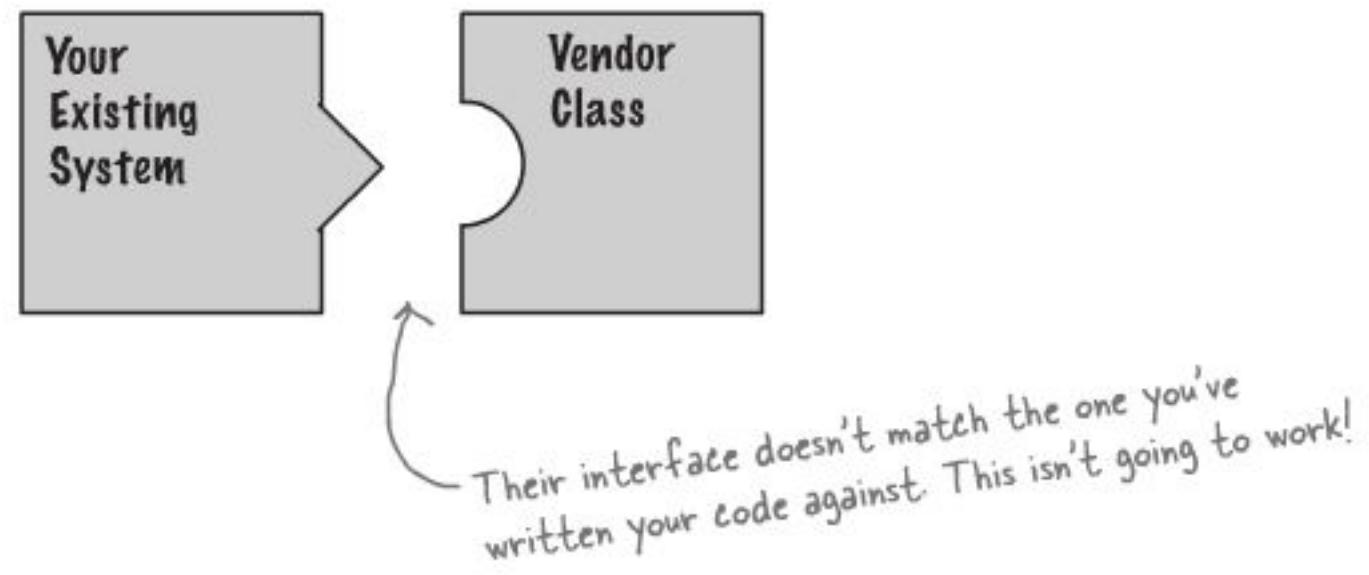 Your
Existing
System
Vendor
Class
Their interface doesn't match the one you've
written your code against. This isn't going to work!